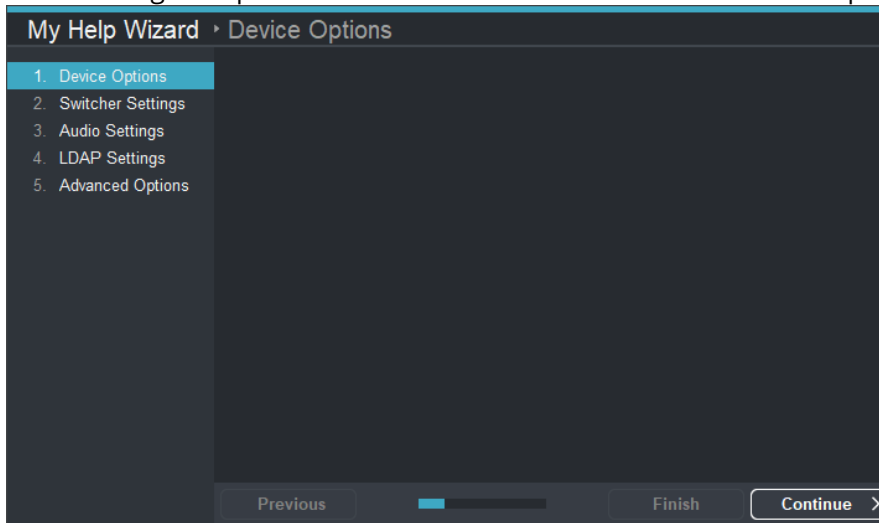 My Help Wizard ‣ Device Options
1. Device Options
2. Switcher Settings
3. Audio Settings
4. LDAP Settings
5. Advanced Options
Previous
Finish
Continue